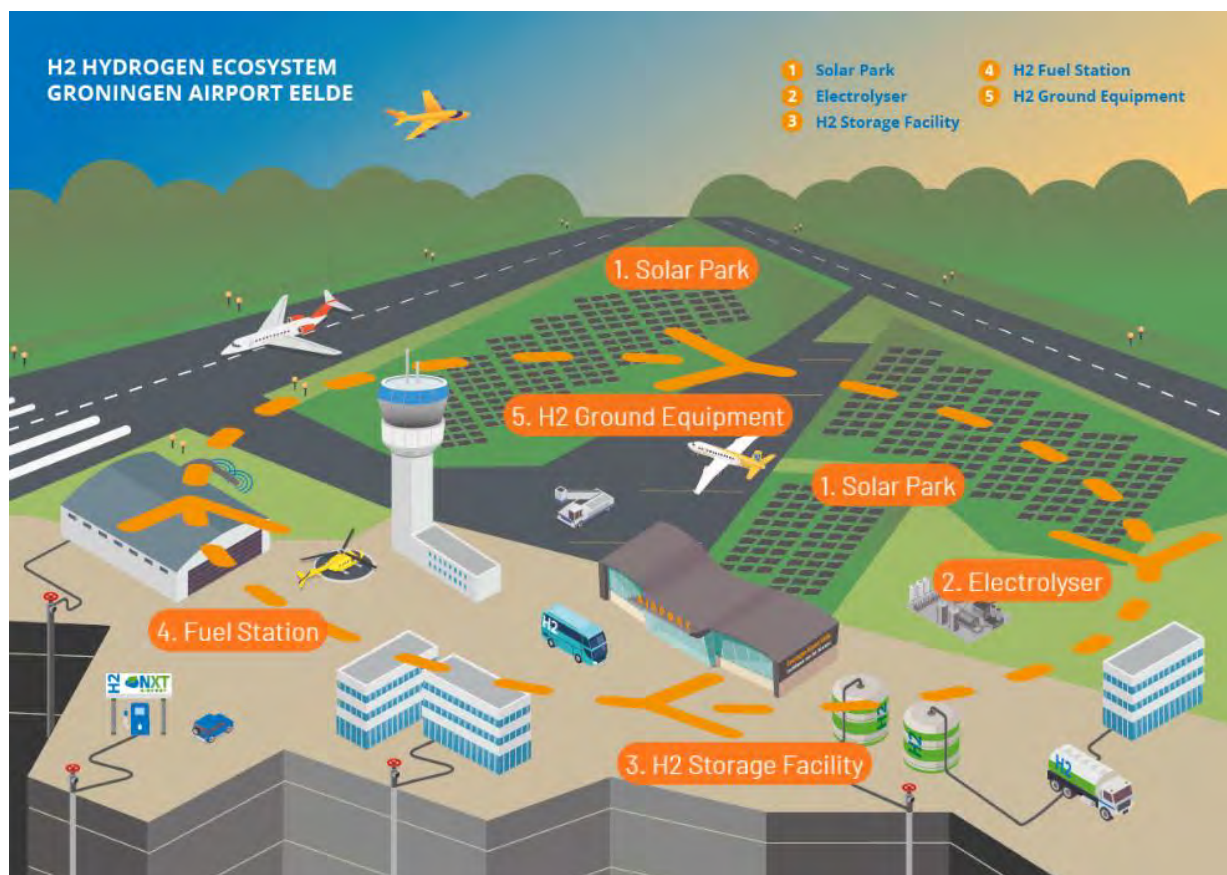 H2 HYDROGEN ECOSYSTEM
GRONINGEN AIRPORT EELDE
1 Solar Park
2 Electrolyser
3 H2 Storage Facility
4 H2 Fuel Station
5 H2 Ground Equipment
1. Solar Park
5. H2 Ground Equipment
1. Solar Park
2. Electrolyser
AIRPORT
4. Fuel Station
H2
H2 NXT
AIRPORT
H2
H2
H2
3. H2 Storage Facility